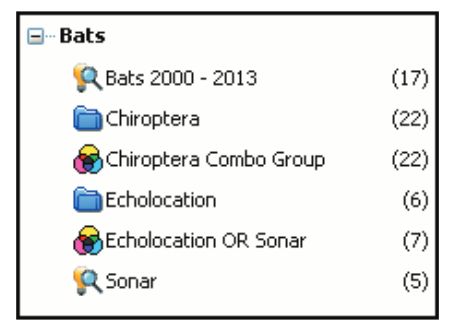 Bats
Bats 2000 - 2013 (17)
Chiroptera (22)
Chiroptera Combo Group (22)
Echolocation (6)
Echolocation OR Sonar (7)
Sonar (5)